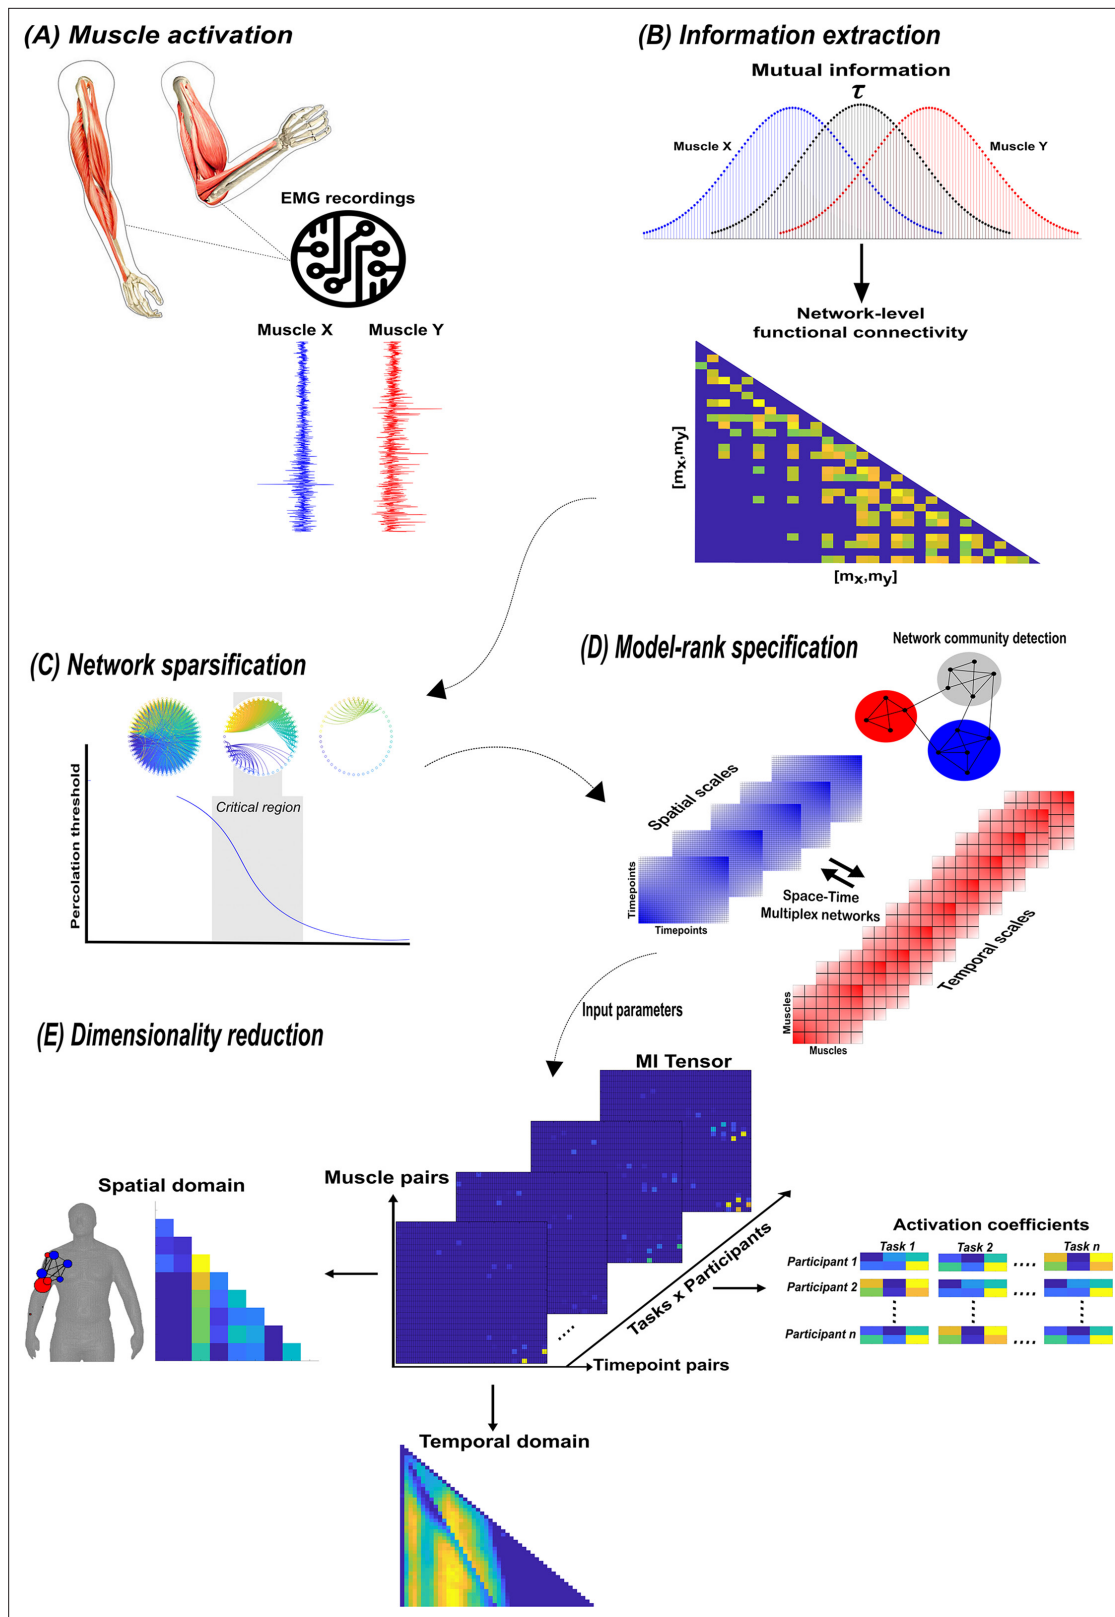 (A) Muscle activation
EMG recordings
Muscle X
Muscle Y
(B) Information extraction
Mutual information
τ
Muscle X
Muscle Y
Network-level
functional connectivity
[mx,my]
[mx,my]
(C) Network sparsification
Percolation threshold
Critical region
(D) Model-rank specification
Network community detection
Spatial scales
Timepoints
Timepoints
Space-Time
Multiplex networks
Temporal scales
Muscles
Muscles
Input parameters
(E) Dimensionality reduction
MI Tensor
Muscle pairs
Tasks x Participants
....
Timepoint pairs
Spatial domain
Activation coefficients
Task 1
Task 2
Task n
Participant 1
....
Participant 2
Participant n
....
Temporal domain